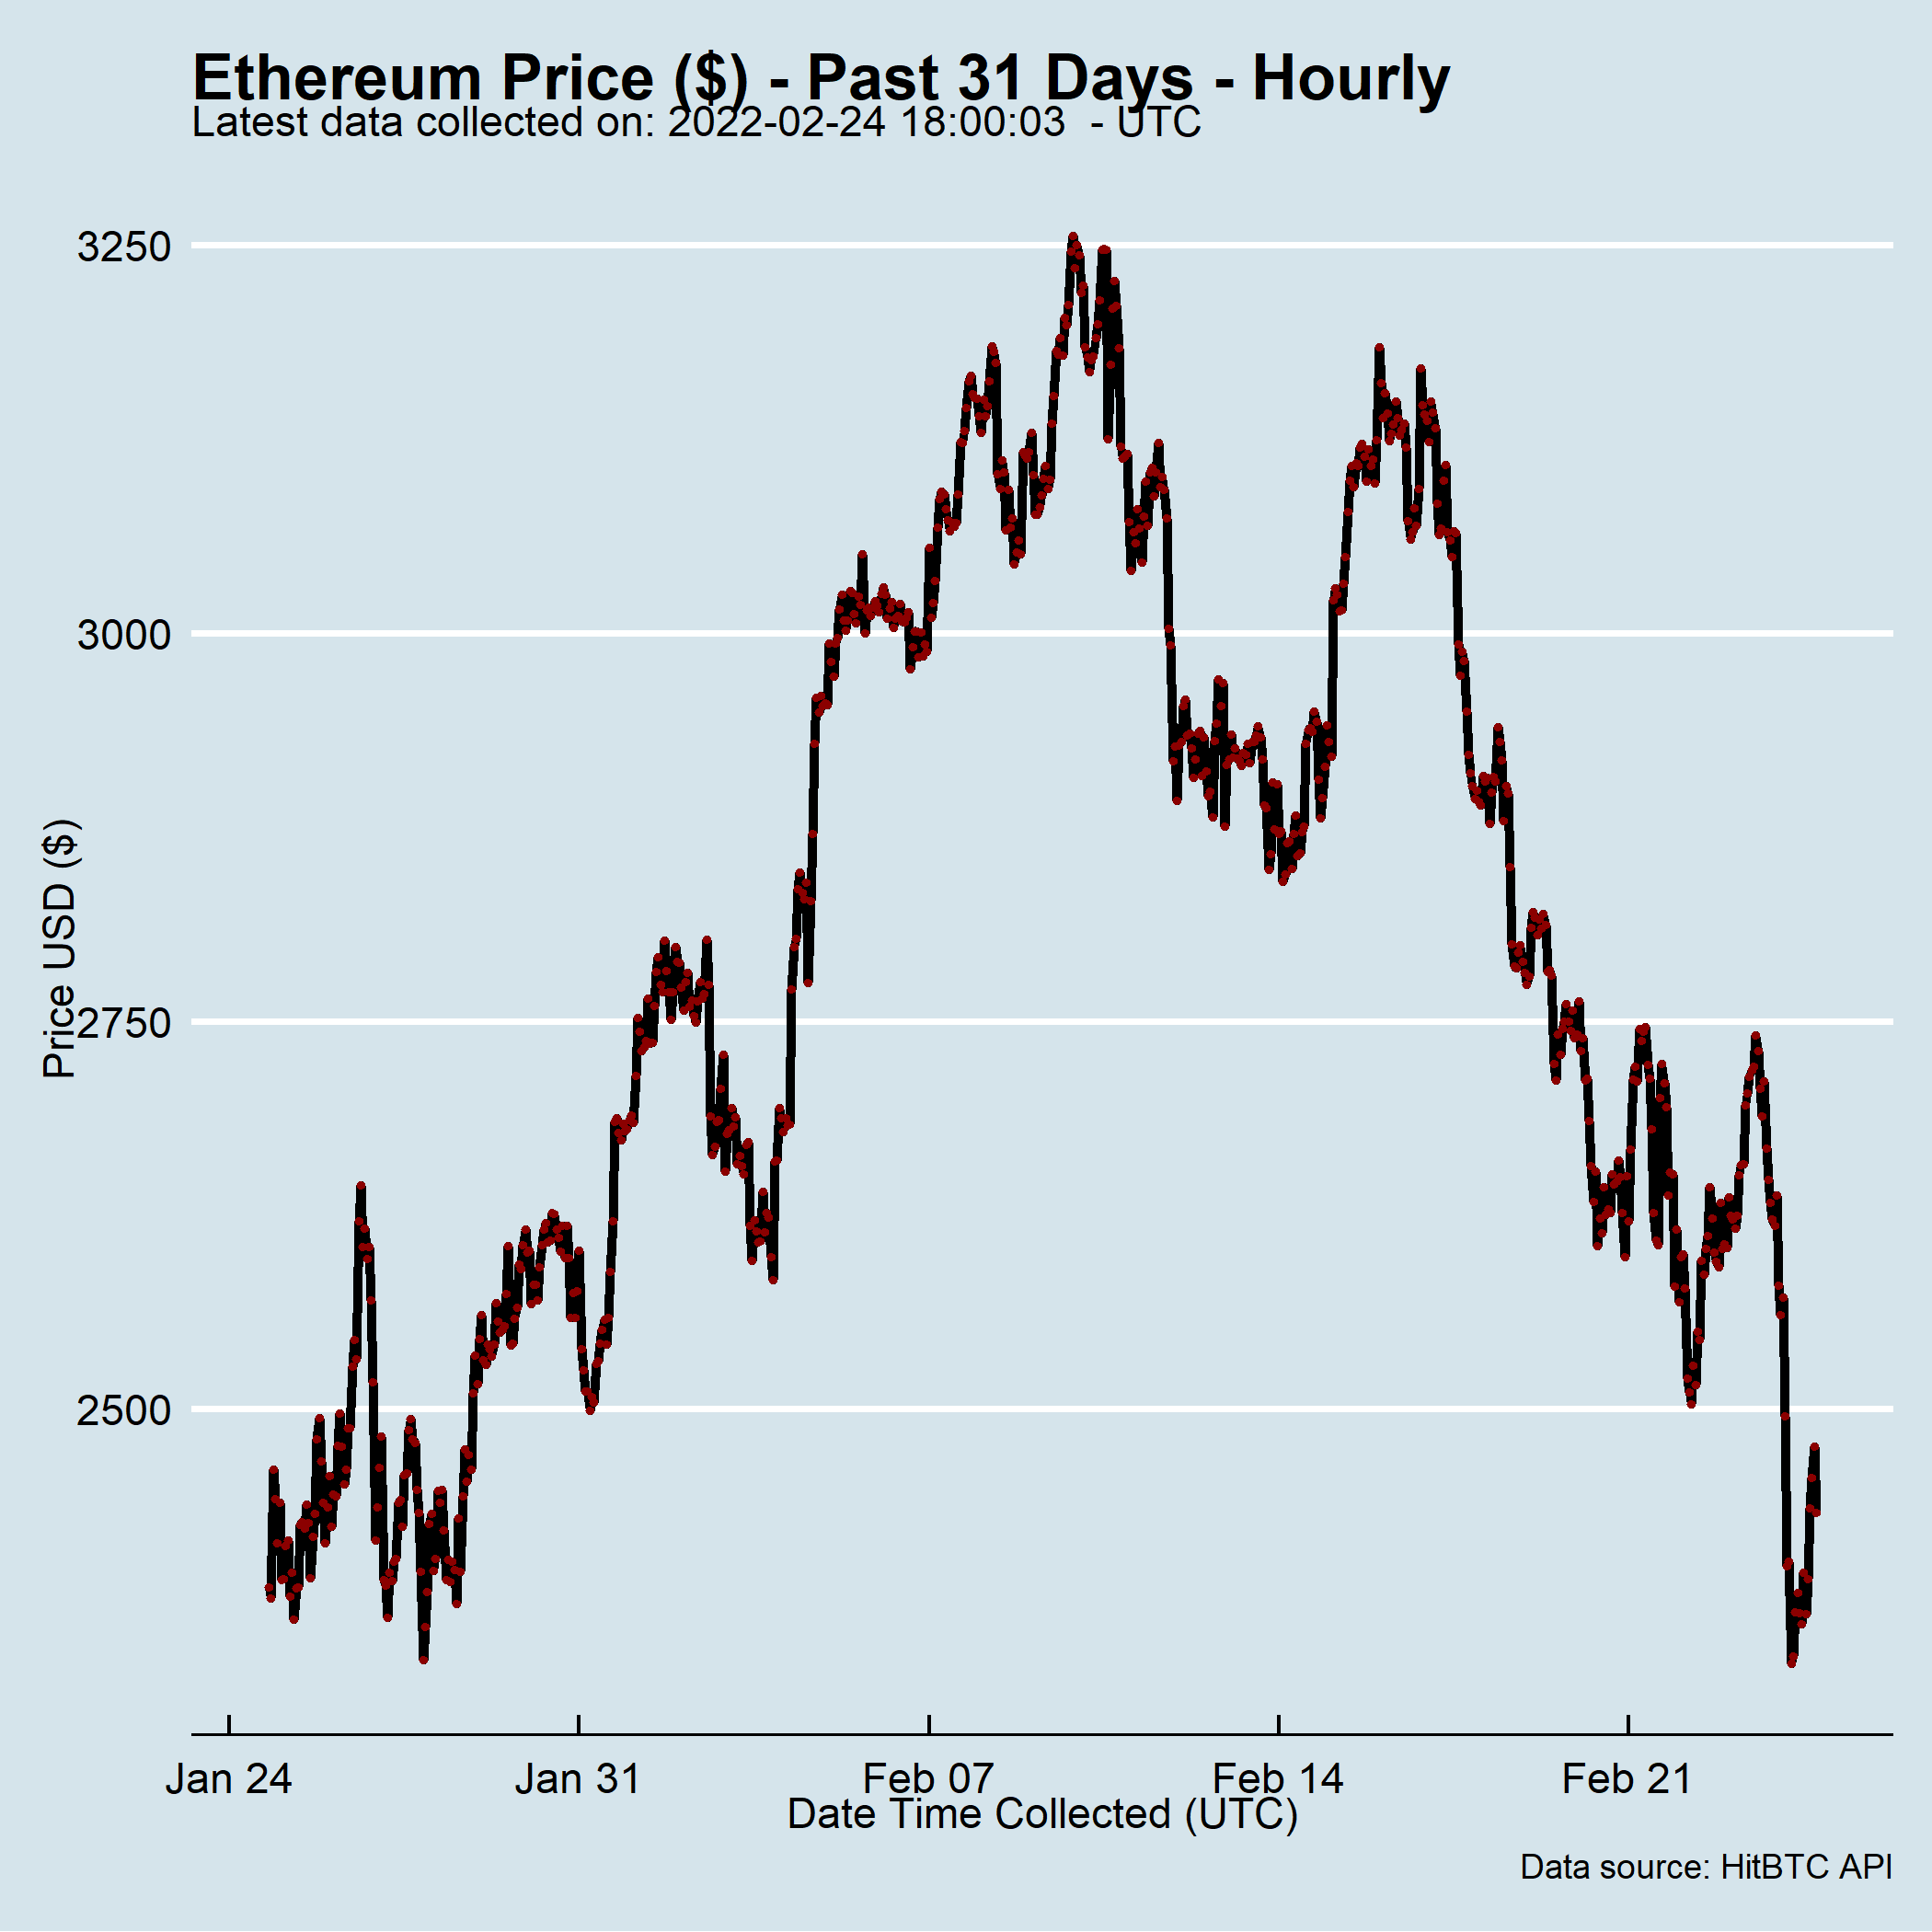 Ethereum Price ($) - Past 31 Days - Hourly
Latest data collected on: 2022-02-24 18:00:03  - UTC
3250
3000
2750
2500
Price USD ($)
Jan 24
Jan 31
Feb 07
Feb 14
Feb 21
Date Time Collected (UTC)
Data source: HitBTC API